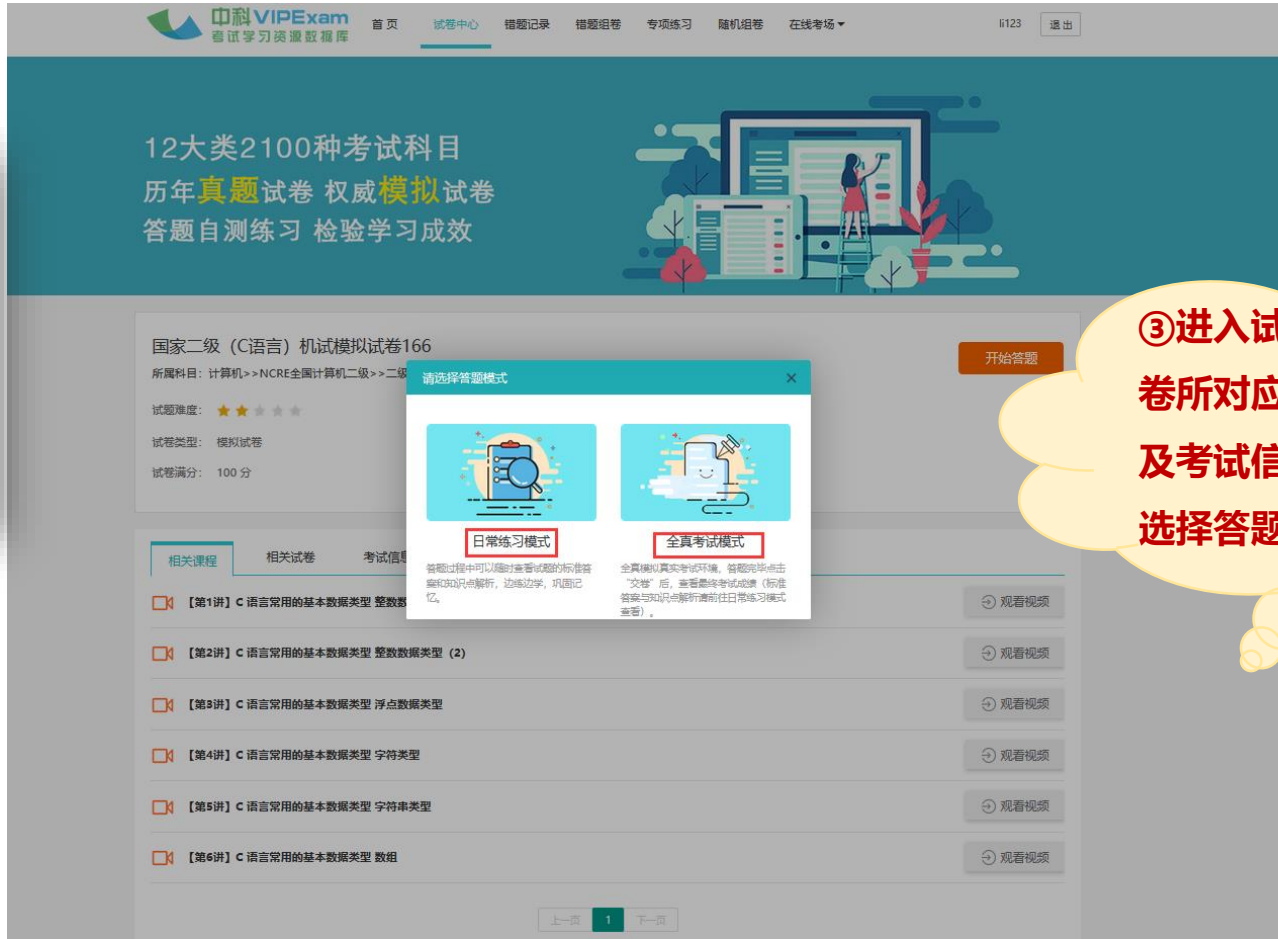 中科VIPExam
考试学习资源数据库
首页 试卷中心 错题记录 错题组卷 专项练习 随机组卷 在线考场
li123 退出
12大类2100种考试科目
历年真题试卷 权威模拟试卷
答题自测练习 检验学习成效
国家二级（C语言）机试模拟试卷166
开始答题
所属科目：计算机>>NCRE全国计算机二级>>二级
试题难度：
试卷类型： 模拟试卷
试卷满分： 100 分
请选择答题模式
日常练习模式
答题过程中可以随时查看试题的标准答
案和知识点解析，边练边学，巩固记
忆。
全真考试模式
全真模拟真实考试环境，答题完毕点击
“交卷”后，查看最终考试成绩（标准
答案与知识点解析请前往日常练习模式
查看）。
③进入试
卷所对应
及考试信
选择答题
相关课程 相关试卷 考试信息
【第1讲】C 语言常用的基本数据类型 整数数 观看视频
【第2讲】C 语言常用的基本数据类型 整数数据类型（2） 观看视频
【第3讲】C 语言常用的基本数据类型 浮点数据类型 观看视频
【第4讲】C 语言常用的基本数据类型 字符类型 观看视频
【第5讲】C 语言常用的基本数据类型 字符串类型 观看视频
【第6讲】C 语言常用的基本数据类型 数组 观看视频
上一页 1 下一页